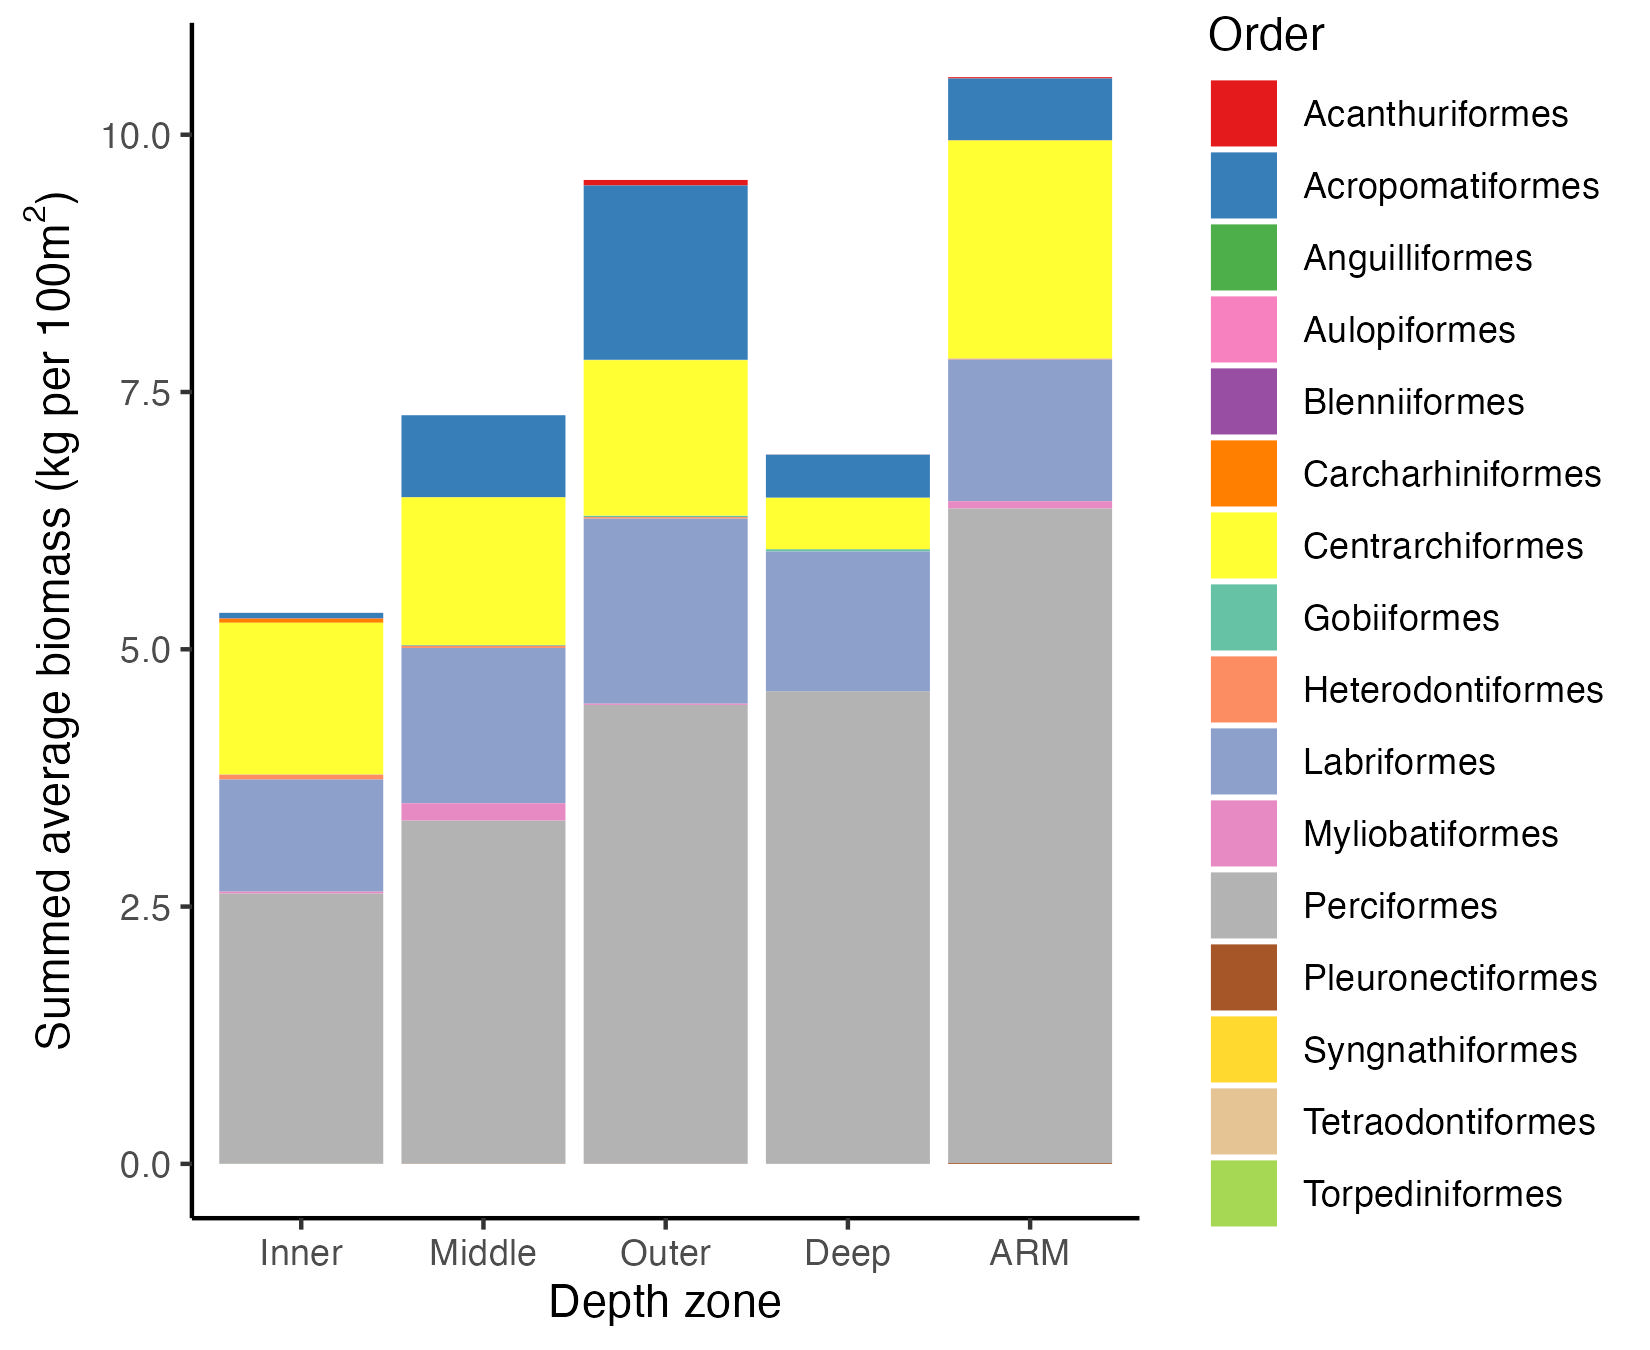 Order
Acanthuriformes
Acropomatiformes
Anguilliformes
Aulopiformes
Blenniiformes
Carcharhiniformes
Centrarchiformes
Gobiiformes
Heterodontiformes
Labriformes
Myliobatiformes
Perciformes
Pleuronectiformes
Syngnathiformes
Tetraodontiformes
Torpediniformes
Summed average biomass (kg per 100m²)
10.0
7.5
5.0
2.5
0.0
Inner Middle Outer Deep ARM
Depth zone